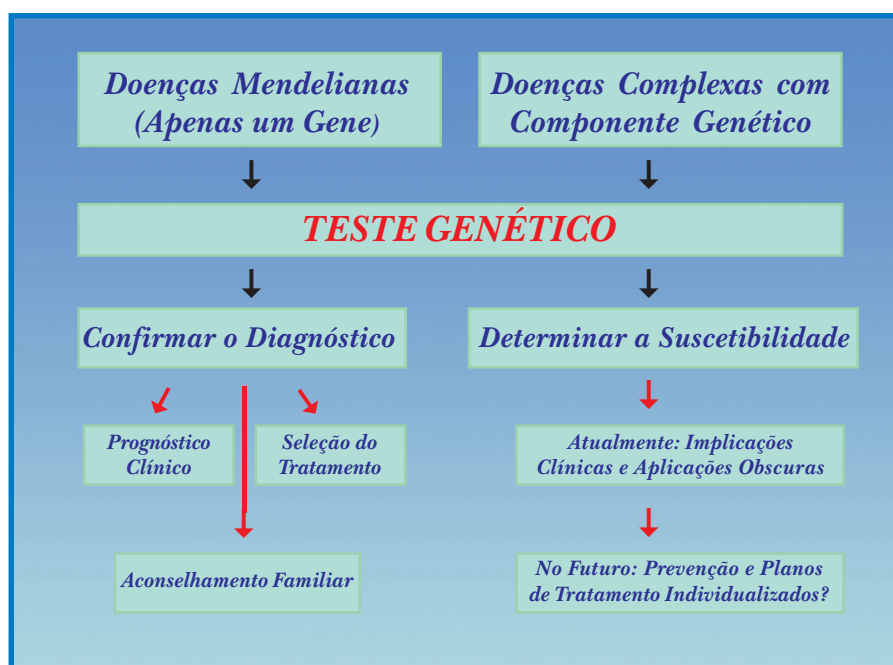 Doenças Mendelianas
(Apenas um Gene)
Doenças Complexas com
Componente Genético
TESTE GENÉTICO
Confirmar o Diagnóstico
Determinar a Suscetibilidade
Prognóstico
Clínico
Seleção do
Tratamento
Atualmente: Implicações
Clínicas e Aplicações Obscuras
Aconselhamento Familiar
No Futuro: Prevenção e Planos
de Tratamento Individualizados?